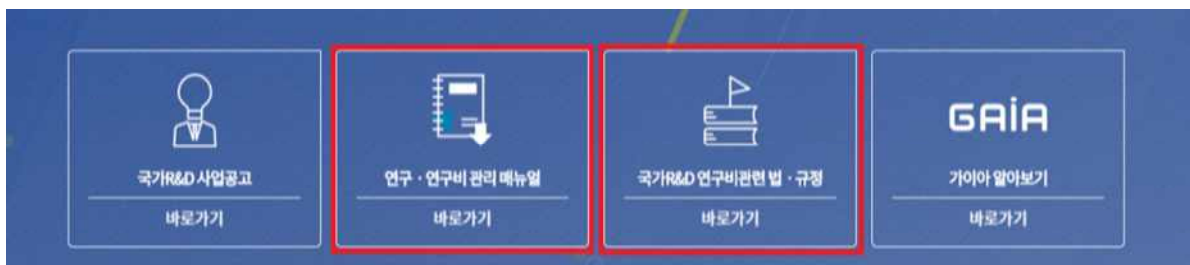 국가R&D 사업공고
바로가기
연구 · 연구비 관리 매뉴얼
바로가기
국가R&D 연구비관련 법 · 규정
바로가기
GAiA
가이아 알아보기
바로가기